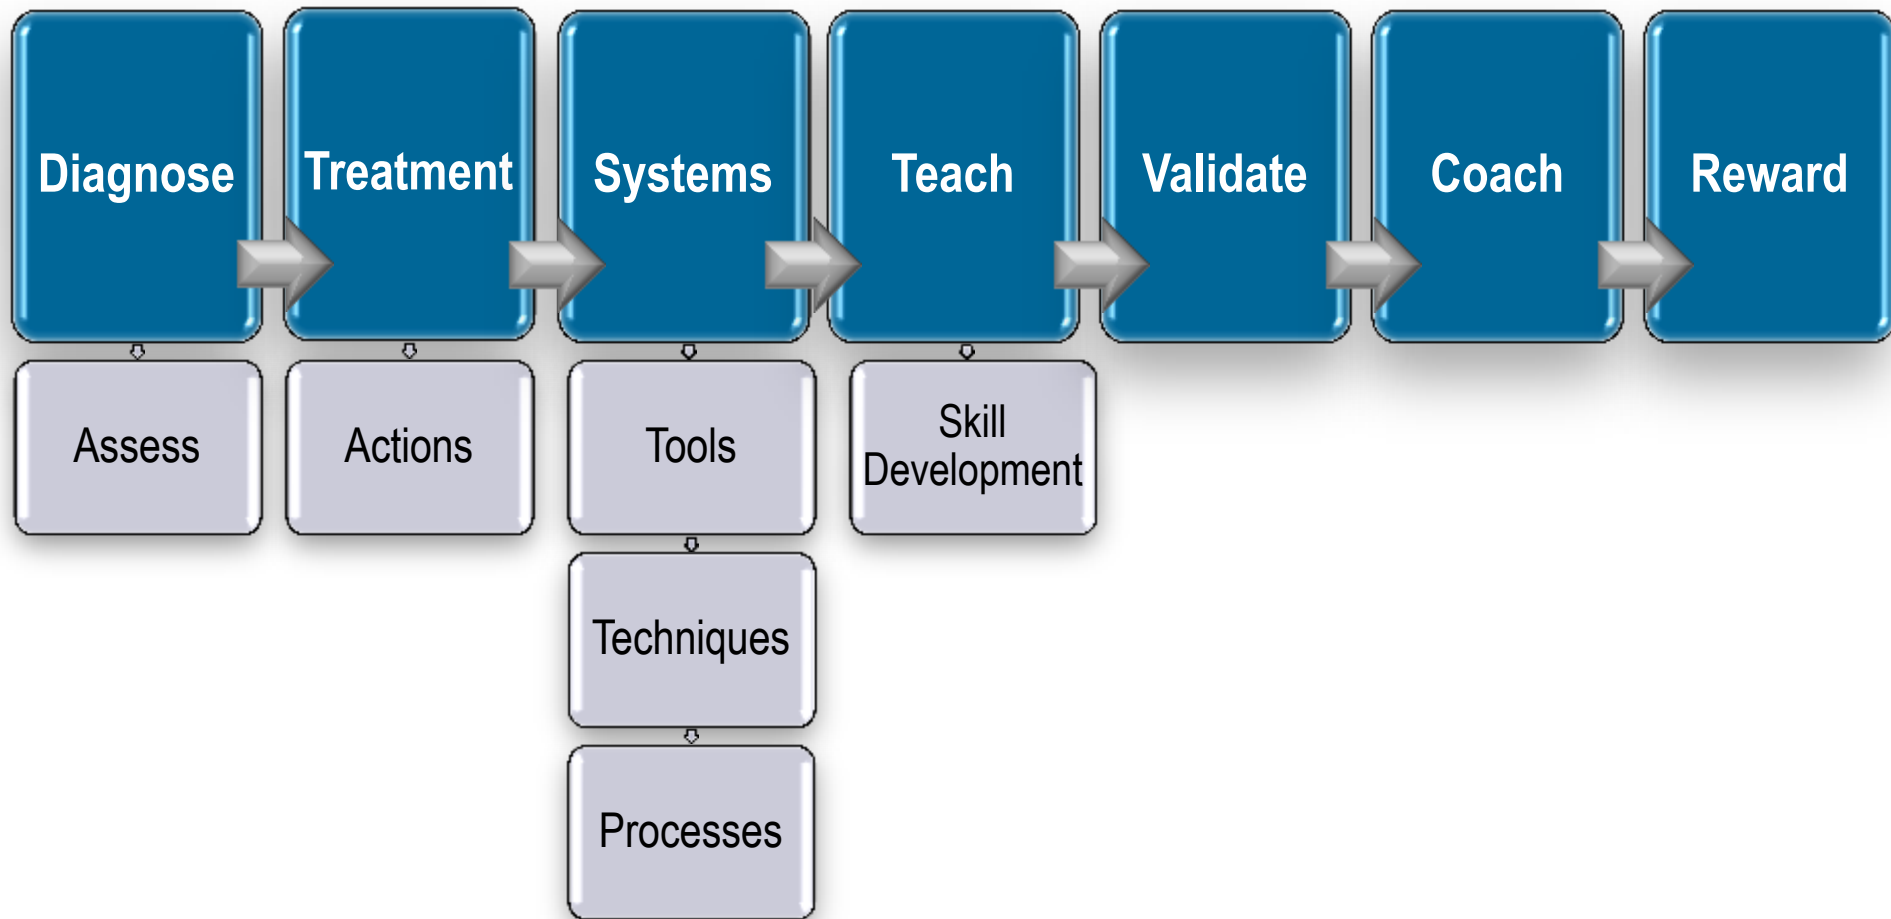 Diagnose
Treatment
Systems
Teach
Validate
Coach
Reward
Assess
Actions
Tools
Skill
Development
Techniques
Processes